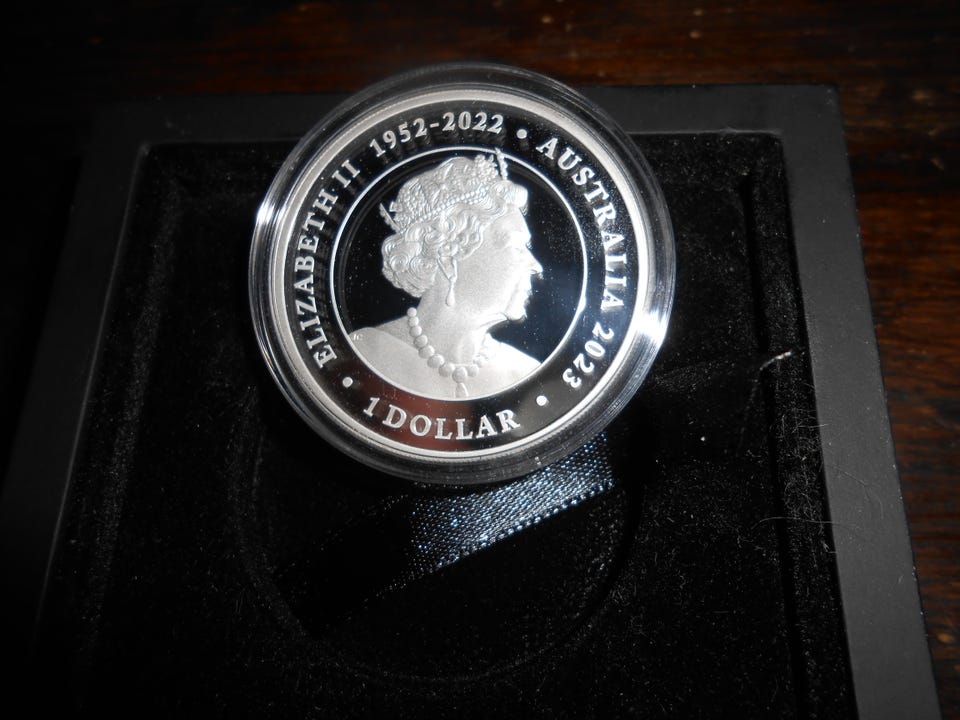 ELIZABETH II 1952-2022 • AUSTRALIA 2023 •
1 DOLLAR •